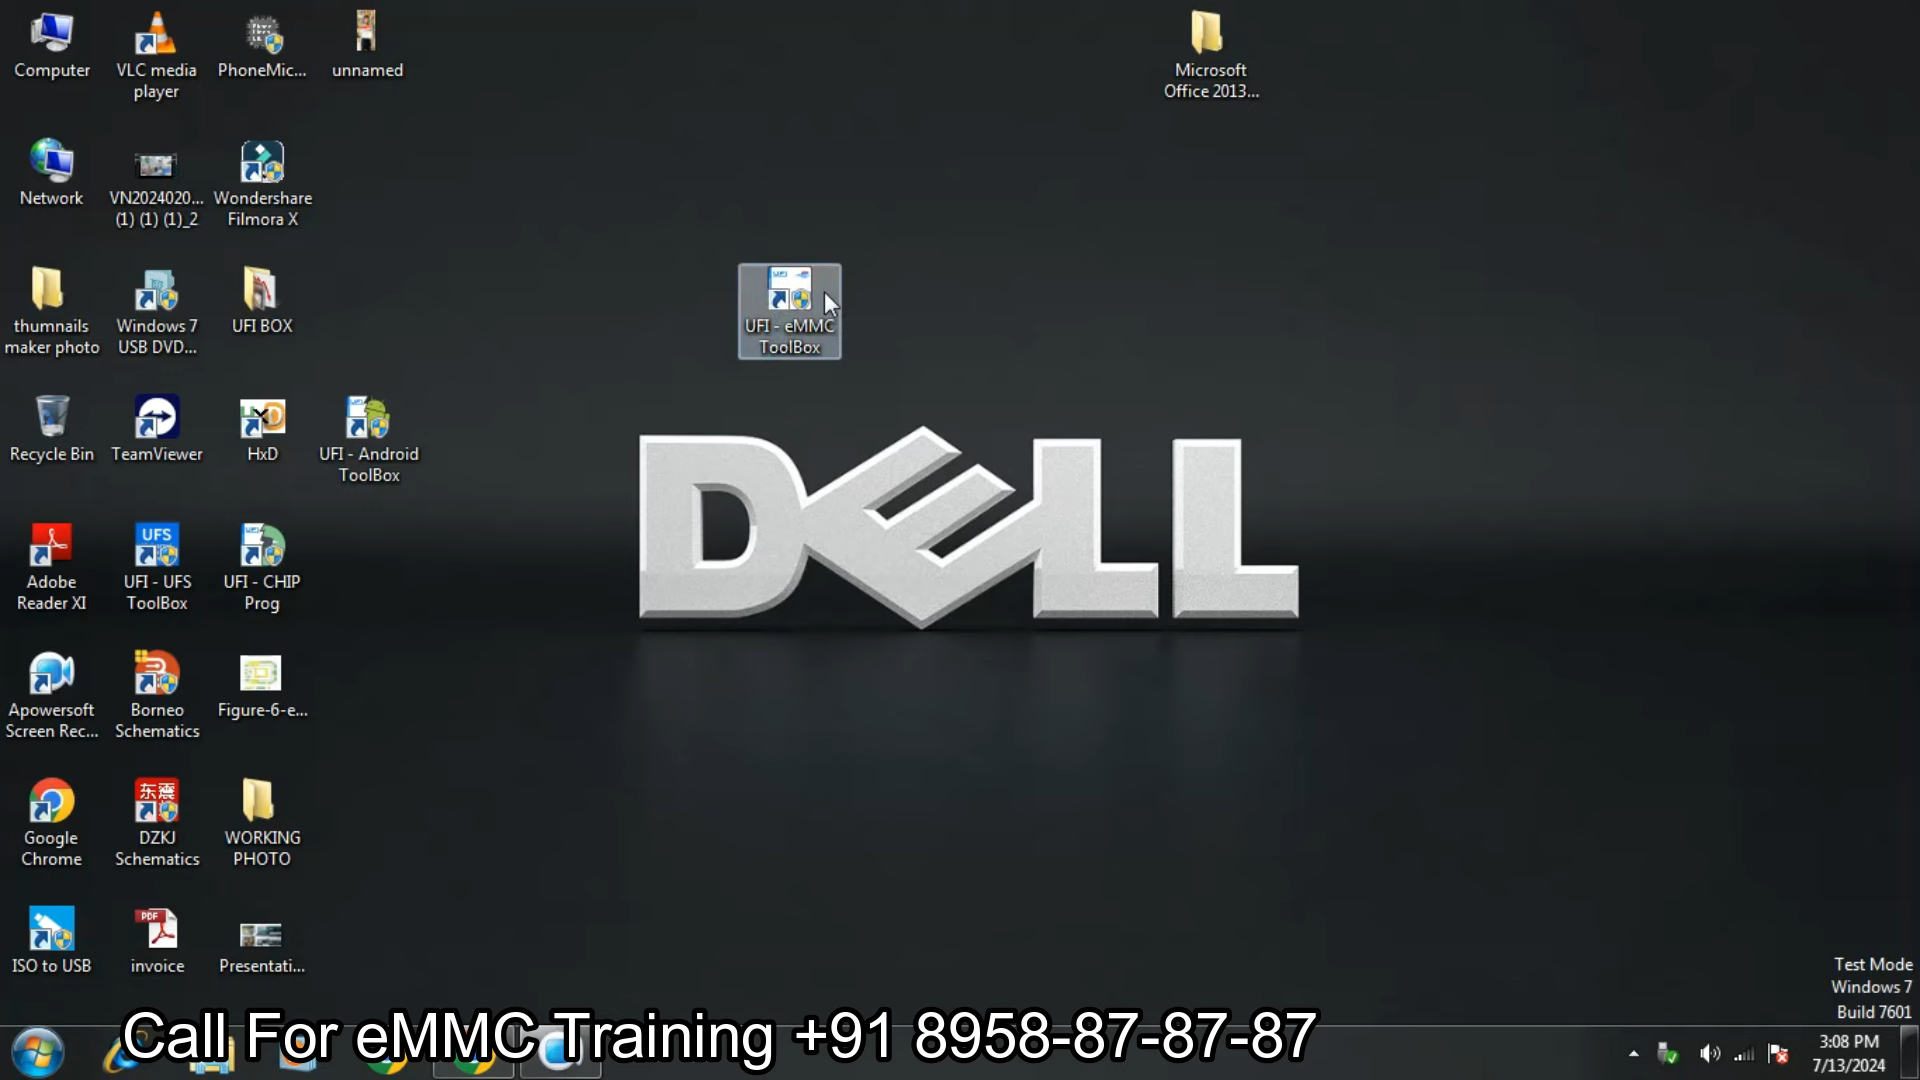 Computer
VLC media
player
PhoneMic...
unnamed
Microsoft
Office 2013...
Network
VN2024020...
(1) (1) (1)_2
Wondershare
Filmora X
thumnails
maker photo
Windows 7
USB DVD...
UFI BOX
UFI
UFI - eMMC
ToolBox
Recycle Bin
TeamViewer
HxD
UFI - Android
ToolBox
DELL
Adobe
Reader XI
UFS
UFI - UFS
ToolBox
UFI - CHIP
Prog
Apowersoft
Screen Rec...
Borneo
Schematics
Figure-6-e...
Google
Chrome
东震
DZKJ
Schematics
WORKING
PHOTO
ISO to USB
PDF
invoice
Presentati...
Test Mode
Windows 7
Build 7601
Call For eMMC Training +91 8958-87-87-87
3:08 PM
7/13/2024